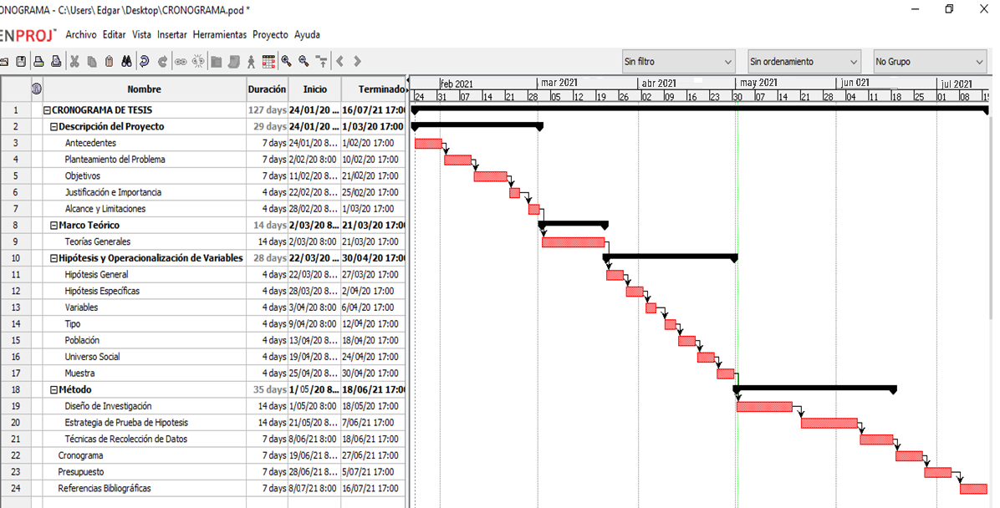 ONOGRAMA - C:\Users\ Edgar \Desktop\CRONOGRAMA.pod *
ENPROJ™ Archivo Editar Vista Insertar Herramientas Proyecto Ayuda
Sin filtro Sin ordenamiento No Grupo
Nombre Duración Inicio Terminado
feb 2021 mar 2021 abr 2021 may 2021 jun 021 jul 2021
24 31 07 14 21 28 05 12 19 26 02 09 16 23 30 07 14 21 28 04 11 18 25 01 08 15
1 CRONOGRAMA DE TESIS 127 days 24/01/20 ... 16/07/21 17:00
2 Descripción del Proyecto 29 days 24/01/20 ... 1/03/20 17:00
3 Antecedentes 7 days 24/01/20 8... 1/02/20 17:00
4 Planteamiento del Problema 7 days 2/02/20 8:00 10/02/20 17:00
5 Objetivos 7 days 11/02/20 8... 21/02/20 17:00
6 Justificación e Importancia 4 days 22/02/20 8... 25/02/20 17:00
7 Alcance y Limitaciones 4 days 28/02/20 8... 1/03/20 17:00
8 Marco Teórico 14 days 2/03/20 8... 21/03/20 17:00
9 Teorías Generales 14 days 2/03/20 8:00 21/03/20 17:00
10 Hipótesis y Operacionalización de Variables 28 days 22/03/20 ... 30/04/20 17:00
11 Hipótesis General 4 days 22/03/20 8... 27/03/20 17:00
12 Hipótesis Específicas 4 days 28/03/20 8... 2/04/20 17:00
13 Variables 4 days 3/04/20 8:00 6/04/20 17:00
14 Tipo 4 days 9/04/20 8:00 12/04/20 17:00
15 Población 4 days 13/04/20 8... 18/04/20 17:00
16 Universo Social 4 days 19/04/20 8... 24/04/20 17:00
17 Muestra 4 days 25/04/20 8... 30/04/20 17:00
18 Método 35 days 1/05/20 8... 18/06/21 17:00
19 Diseño de Investigación 14 days 1/05/20 8:00 18/05/20 17:00
20 Estrategia de Prueba de Hipotesis 14 days 21/05/20 8... 7/06/21 17:00
21 Técnicas de Recolección de Datos 7 days 8/06/21 8:00 18/06/21 17:00
22 Cronograma 7 days 19/06/21 8... 27/06/21 17:00
23 Presupuesto 7 days 28/06/21 8... 5/07/21 17:00
24 Referencias Bibliográficas 7 days 8/07/21 8:00 16/07/21 17:00